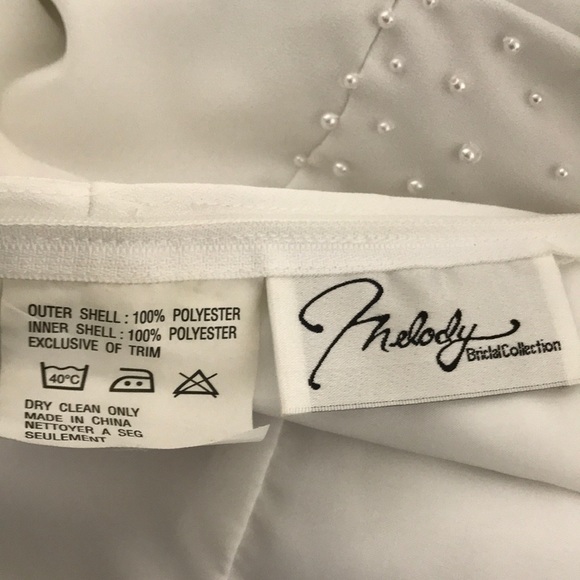 OUTER SHELL : 100% POLYESTER
INNER SHELL : 100% POLYESTER
EXCLUSIVE OF TRIM
40°C
DRY CLEAN ONLY
MADE IN CHINA
NETTOYER A SEG
SEULEMENT
Melody
Bridal Collection